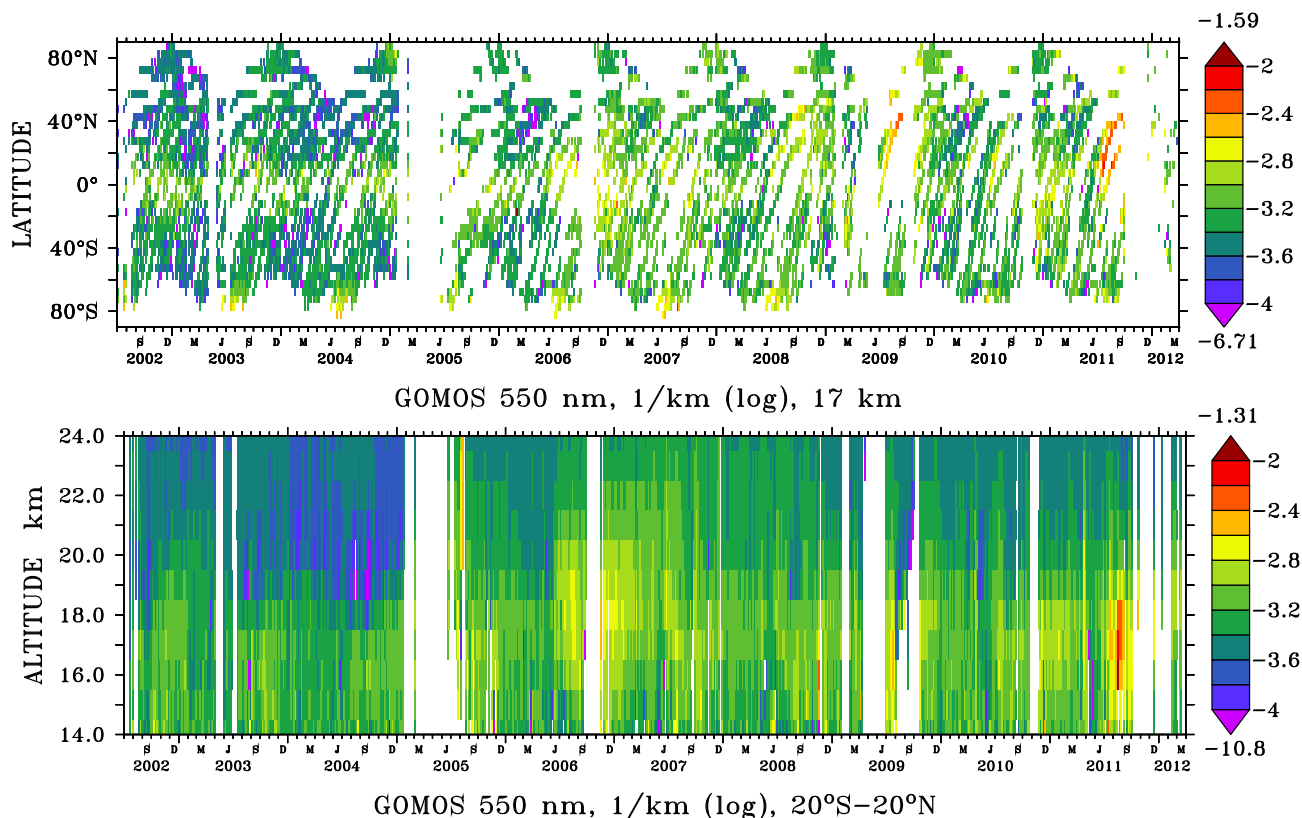 −1.59
80°N
40°N
0°
40°S
80°S
LATITUDE
−2
−2.4
−2.8
−3.2
−3.6
−4
−6.71
S D M J S D M J S D M J S D M J S D M J S D M J S D M J S D M J S D M J S D M
2002 2003 2004 2005 2006 2007 2008 2009 2010 2011 2012
GOMOS 550 nm, 1/km (log), 17 km
−1.31
24.0
22.0
20.0
18.0
16.0
14.0
ALTITUDE km
−2
−2.4
−2.8
−3.2
−3.6
−4
−10.8
S D M J S D M J S D M J S D M J S D M J S D M J S D M J S D M J S D M J S D M
2002 2003 2004 2005 2006 2007 2008 2009 2010 2011 2012
GOMOS 550 nm, 1/km (log), 20°S−20°N